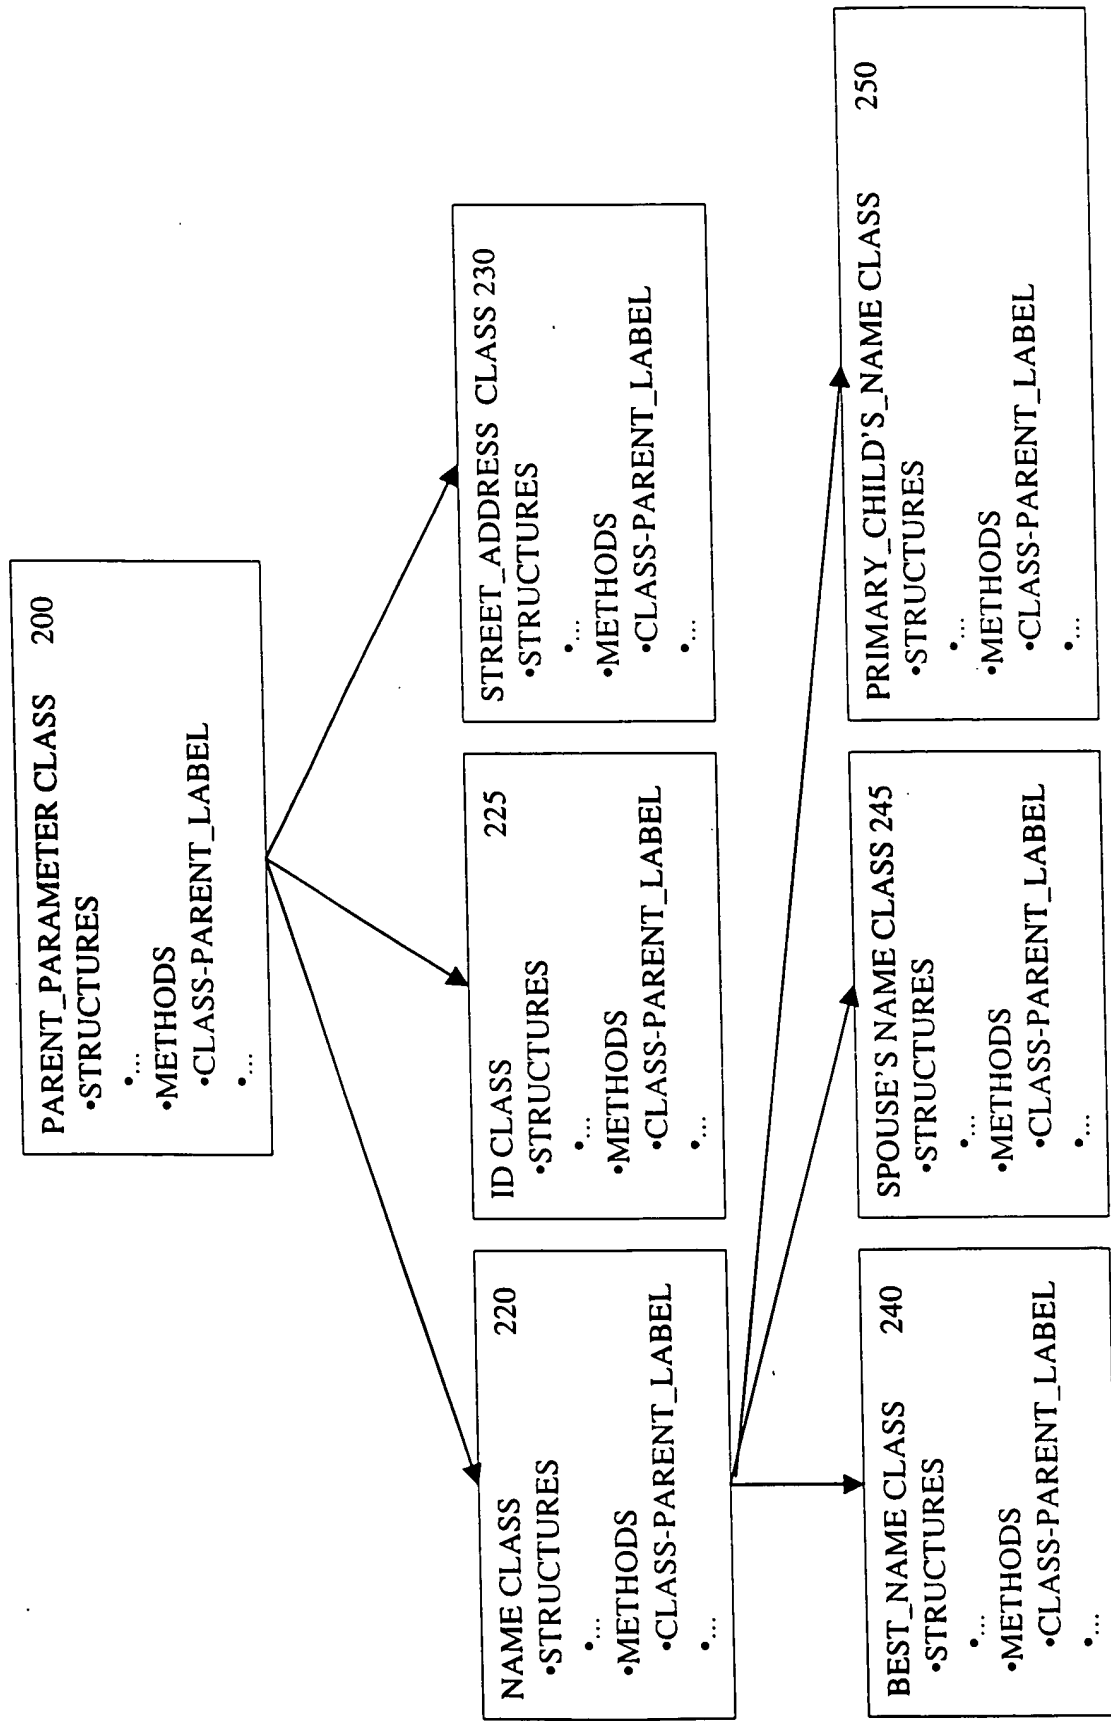 PARENT_PARAMETER CLASS 200
•STRUCTURES
•...
•METHODS
•CLASS-PARENT_LABEL
•...
NAME CLASS 220
•STRUCTURES
•...
•METHODS
•CLASS-PARENT_LABEL
•...
ID CLASS 225
•STRUCTURES
•...
•METHODS
•CLASS-PARENT_LABEL
•...
STREET_ADDRESS CLASS 230
•STRUCTURES
•...
•METHODS
•CLASS-PARENT_LABEL
•...
BEST_NAME CLASS 240
•STRUCTURES
•...
•METHODS
•CLASS-PARENT_LABEL
•...
SPOUSE'S NAME CLASS 245
•STRUCTURES
•...
•METHODS
•CLASS-PARENT_LABEL
•...
PRIMARY_CHILD'S_NAME CLASS 250
•STRUCTURES
•...
•METHODS
•CLASS-PARENT_LABEL
•...